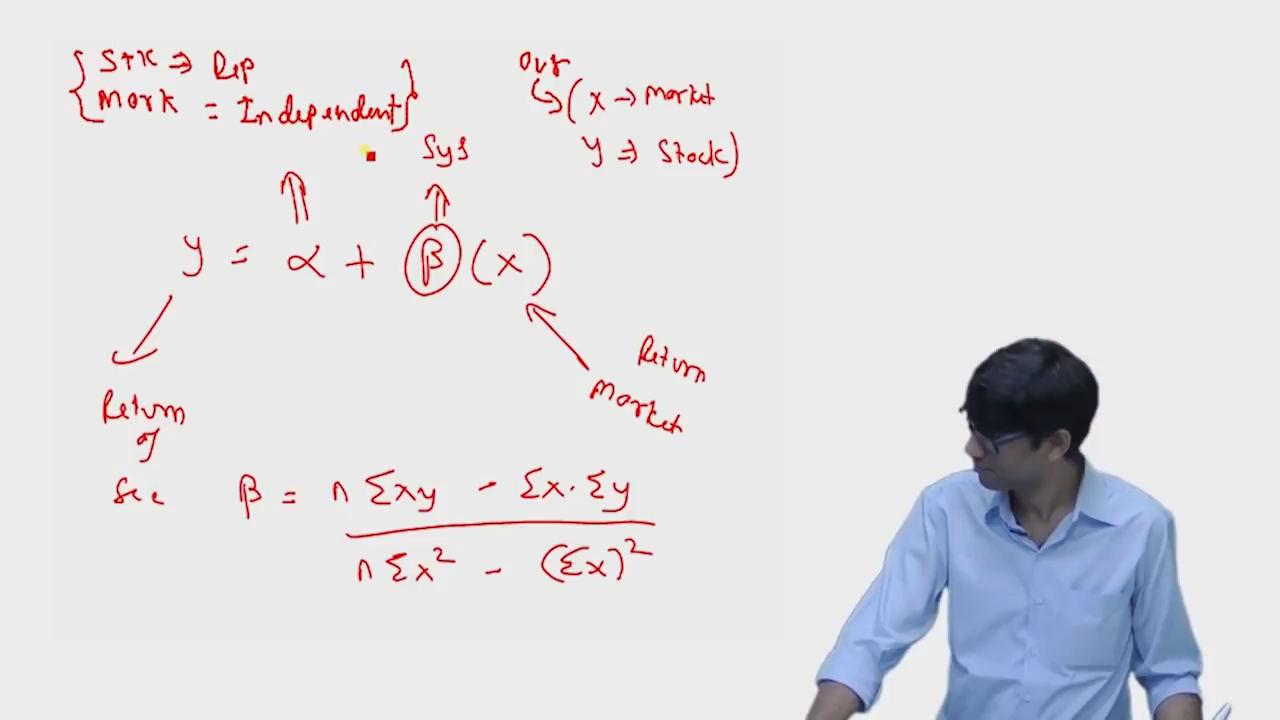 { Stk ⇒ Dep
{ Mark = Independent }
our
↳ ( x → market
y ⇒ Stock )
Sys
y = α + β (x)
Return
market
Return
of
Sec
β = n Σxy - Σx · Σy
n Σx² - (Σx)²